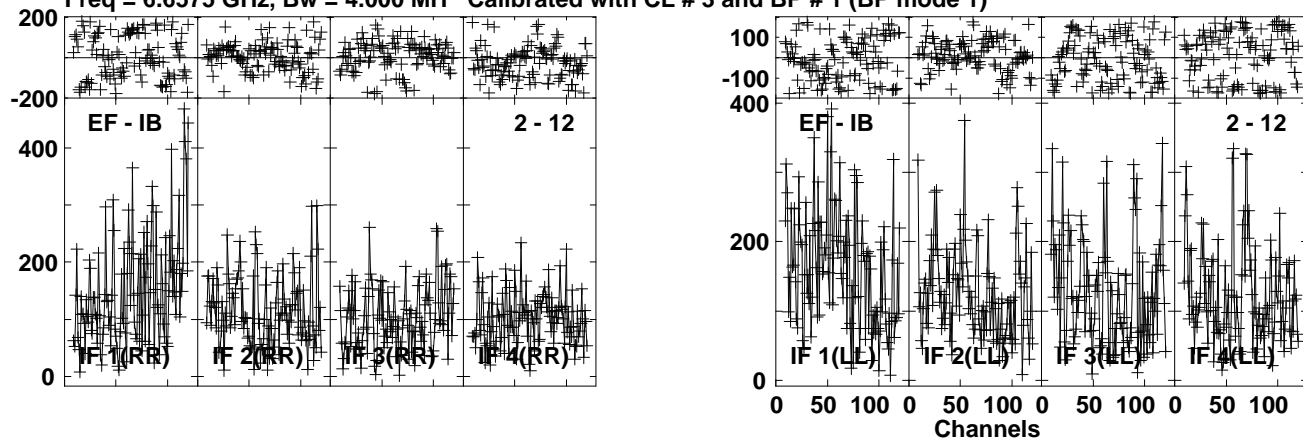 Freq = 6.6575 GHz, Bw = 4.000 MH Calibrated with CL # 3 and BP # 1 (BP mode 1)
200
0
-200
EF - IB
2 - 12
400
200
0
IF 1(RR)
IF 2(RR)
IF 3(RR)
IF 4(RR)
100
0
-100
400
EF - IB
2 - 12
200
0
IF 1(LL)
IF 2(LL)
IF 3(LL)
IF 4(LL)
0 50 100 0 50 100 0 50 100 0 50 100
Channels